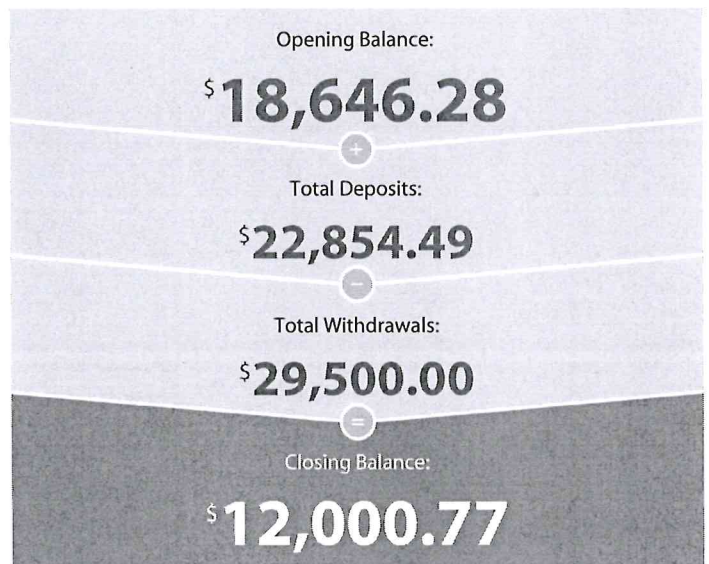 Opening Balance:
$18,646.28
+
Total Deposits:
$22,854.49
-
Total Withdrawals:
$29,500.00
=
Closing Balance:
$12,000.77